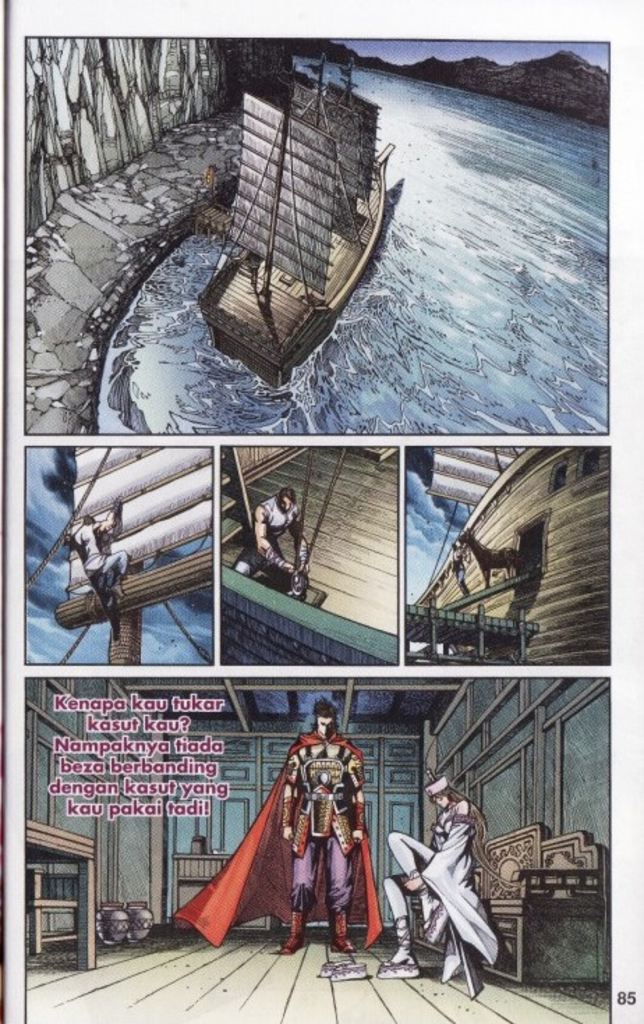 Kenapa kau tukar
kasut kau?
Nampaknya tiada
beza berbanding
dengan kasut yang
kau pakai tadi!
85